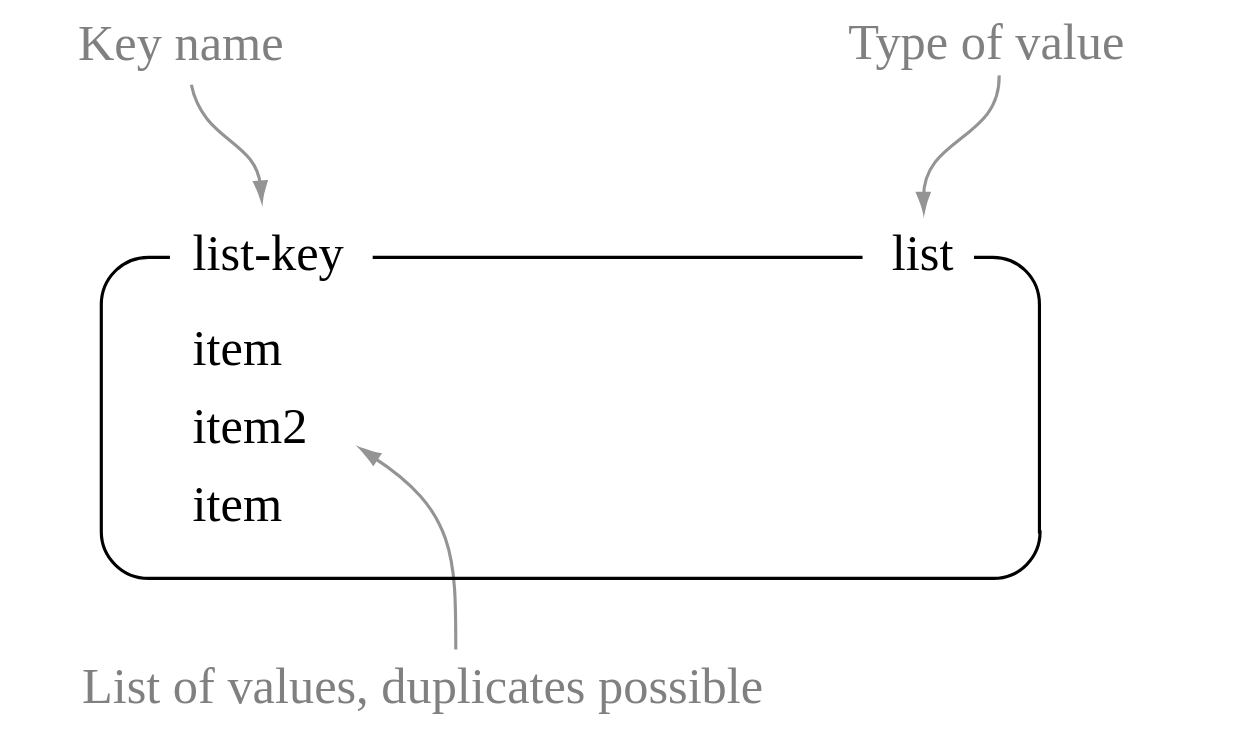 Key name
Type of value
list-key
list
item
item2
item
List of values, duplicates possible